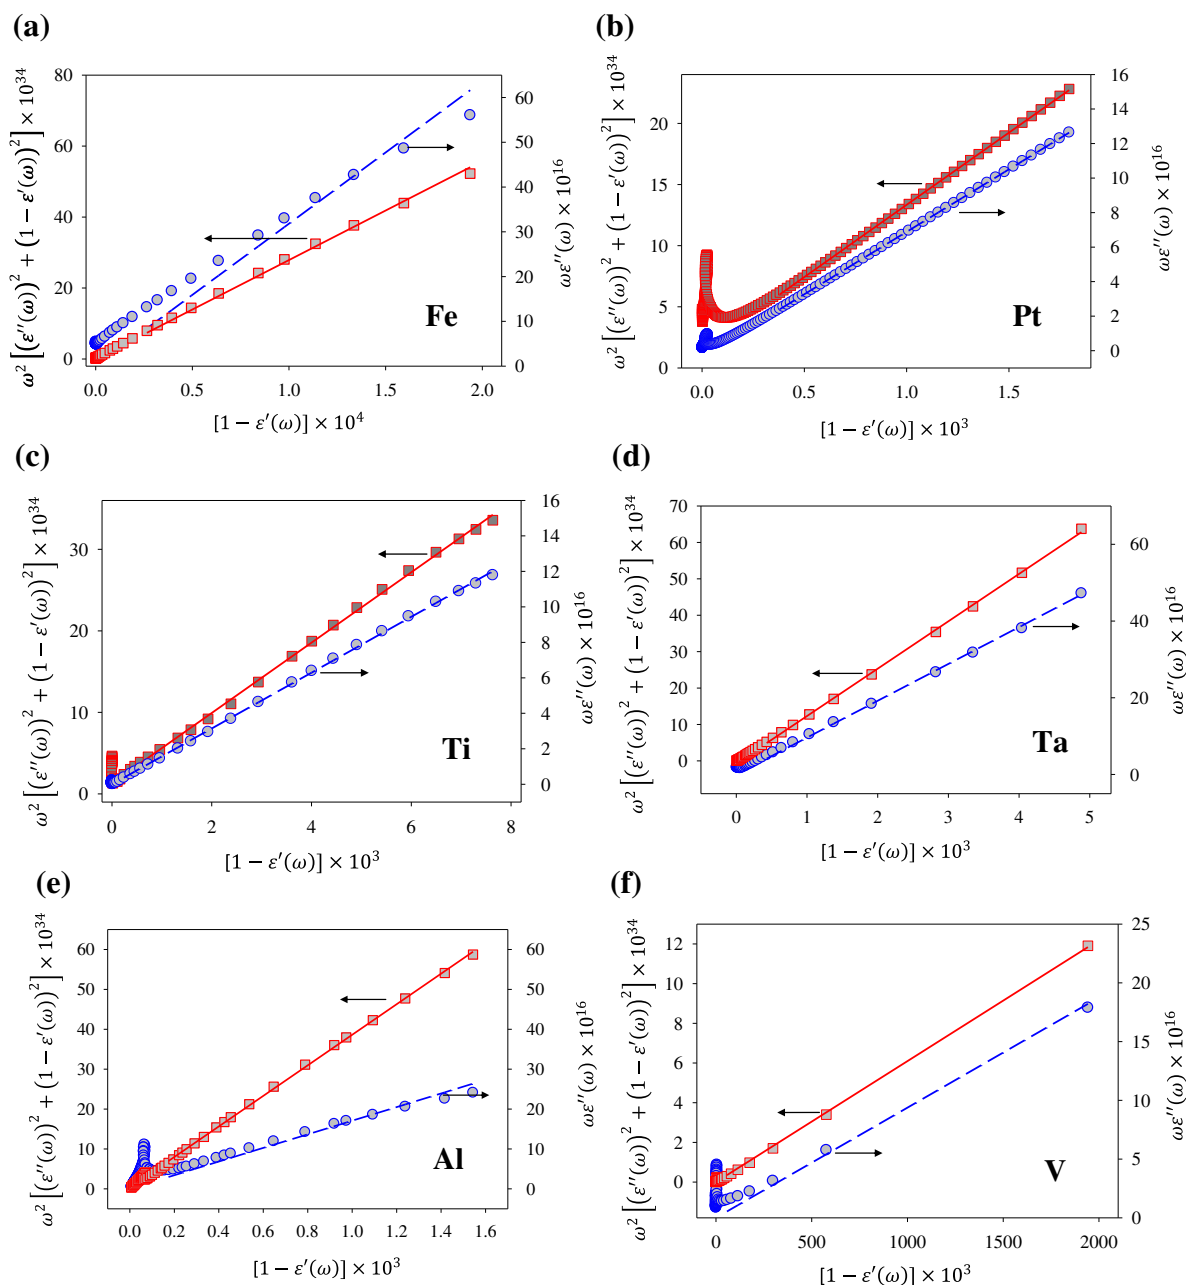 (a)
80
60
40
20
0
ω² [(ε''(ω))² + (1 − ε'(ω))²] × 10³⁴
60
50
40
30
20
10
0
ωε''(ω) × 10¹⁶
Fe
0.0 0.5 1.0 1.5 2.0
[1 − ε'(ω)] × 10⁴
(b)
20
15
10
5
0
ω² [(ε''(ω))² + (1 − ε'(ω))²] × 10³⁴
16
14
12
10
8
6
4
2
0
ωε''(ω) × 10¹⁶
Pt
0.0 0.5 1.0 1.5
[1 − ε'(ω)] × 10³
(c)
30
20
10
0
ω² [(ε''(ω))² + (1 − ε'(ω))²] × 10³⁴
16
14
12
10
8
6
4
2
0
ωε''(ω) × 10¹⁶
Ti
0 2 4 6 8
[1 − ε'(ω)] × 10³
(d)
70
60
50
40
30
20
10
0
ω² [(ε''(ω))² + (1 − ε'(ω))²] × 10³⁴
60
40
20
0
ωε''(ω) × 10¹⁶
Ta
0 1 2 3 4 5
[1 − ε'(ω)] × 10³
(e)
60
50
40
30
20
10
0
ω² [(ε''(ω))² + (1 − ε'(ω))²] × 10³⁴
60
50
40
30
20
10
0
ωε''(ω) × 10¹⁶
Al
0.0 0.2 0.4 0.6 0.8 1.0 1.2 1.4 1.6
[1 − ε'(ω)] × 10³
(f)
12
10
8
6
4
2
0
ω² [(ε''(ω))² + (1 − ε'(ω))²] × 10³⁴
25
20
15
10
5
0
ωε''(ω) × 10¹⁶
V
0 500 1000 1500 2000
[1 − ε'(ω)] × 10³